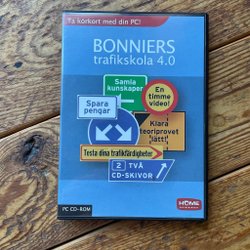 Ta körkort med din PC!
BONNIERS
trafikskola 4.0
Samla
kunskaper
En
timme
video!
Spara
pengar
Klara
teoriprovet
lätt!
Testa dina trafikfärdigheter
2 TVÅ
CD-SKIVOR
PC CD-ROM
HOME